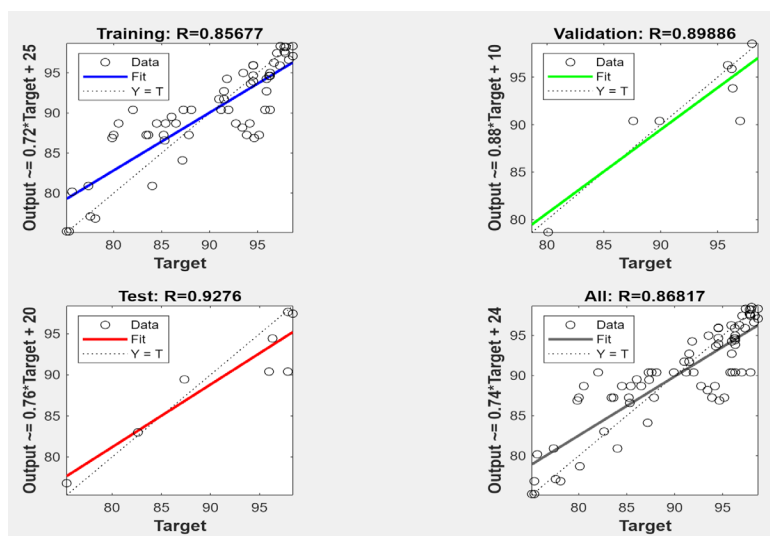 Training: R=0.85677
Output ~= 0.72*Target + 25
Data
Fit
Y = T
95
90
85
80
80
85
90
95
Target
Validation: R=0.89886
Output ~= 0.88*Target + 10
Data
Fit
Y = T
95
90
85
80
80
85
90
95
Target
Test: R=0.9276
Output ~= 0.76*Target + 20
Data
Fit
Y = T
95
90
85
80
80
85
90
95
Target
All: R=0.86817
Output ~= 0.74*Target + 24
Data
Fit
Y = T
95
90
85
80
80
85
90
95
Target